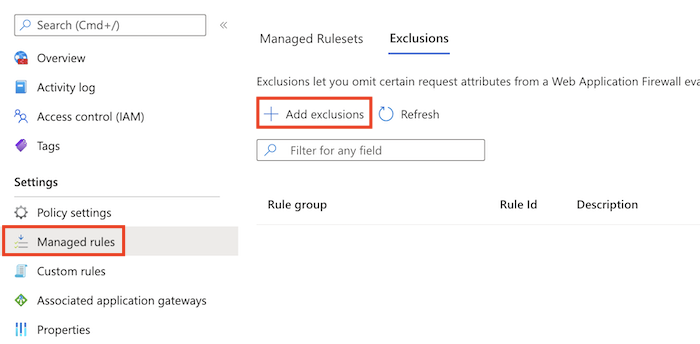 Search (Cmd+/)
«
Overview
Activity log
Access control (IAM)
Tags
Settings
Policy settings
Managed rules
Custom rules
Associated application gateways
Properties
Managed Rulesets Exclusions
Exclusions let you omit certain request attributes from a Web Application Firewall eva
Add exclusions Refresh
Filter for any field
Rule group Rule Id Description